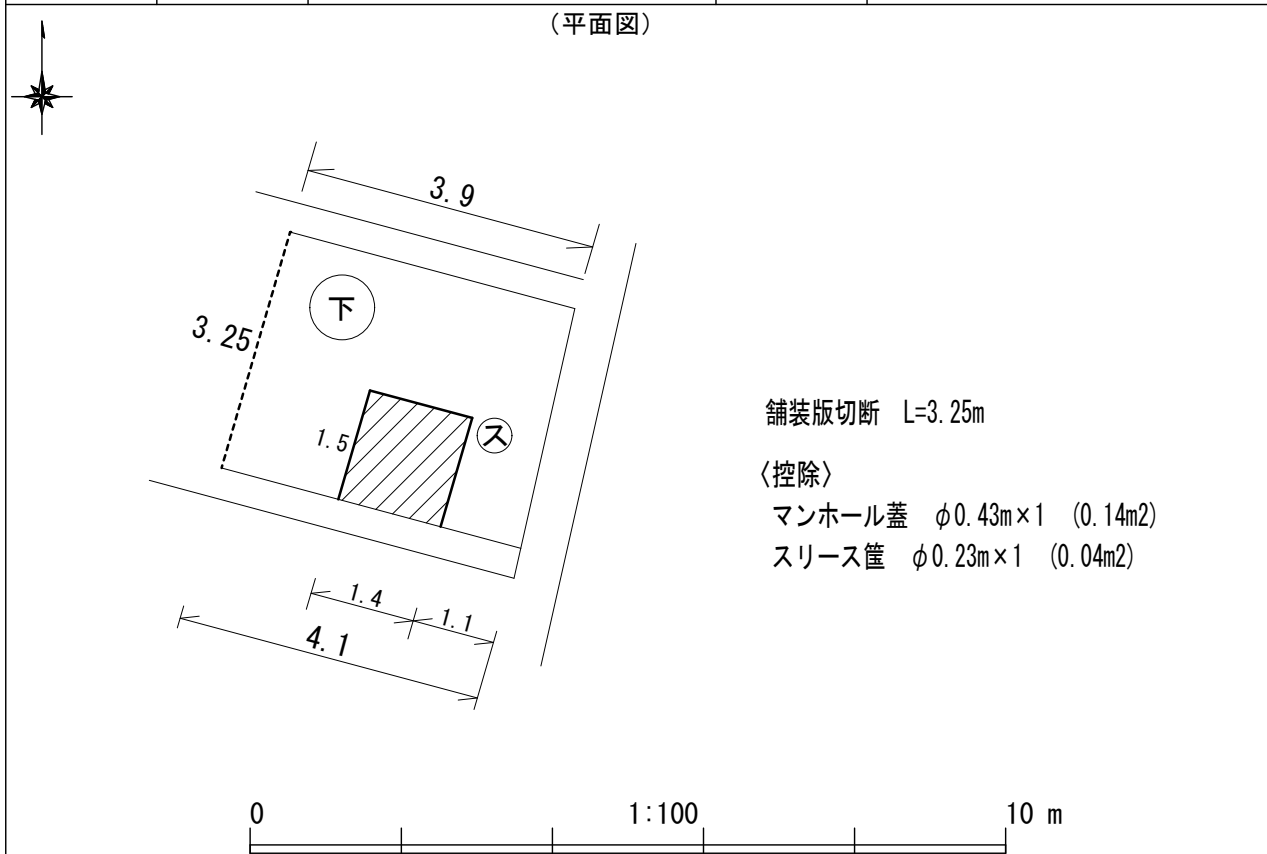 (平面図)
3.9
下
3.25
ス
1.5
舗装版切断 L=3.25m
〈控除〉
マンホール蓋 φ0.43m×1 (0.14m2)
スリース筐 φ0.23m×1 (0.04m2)
1.4
1.1
4.1
0 1:100 10 m